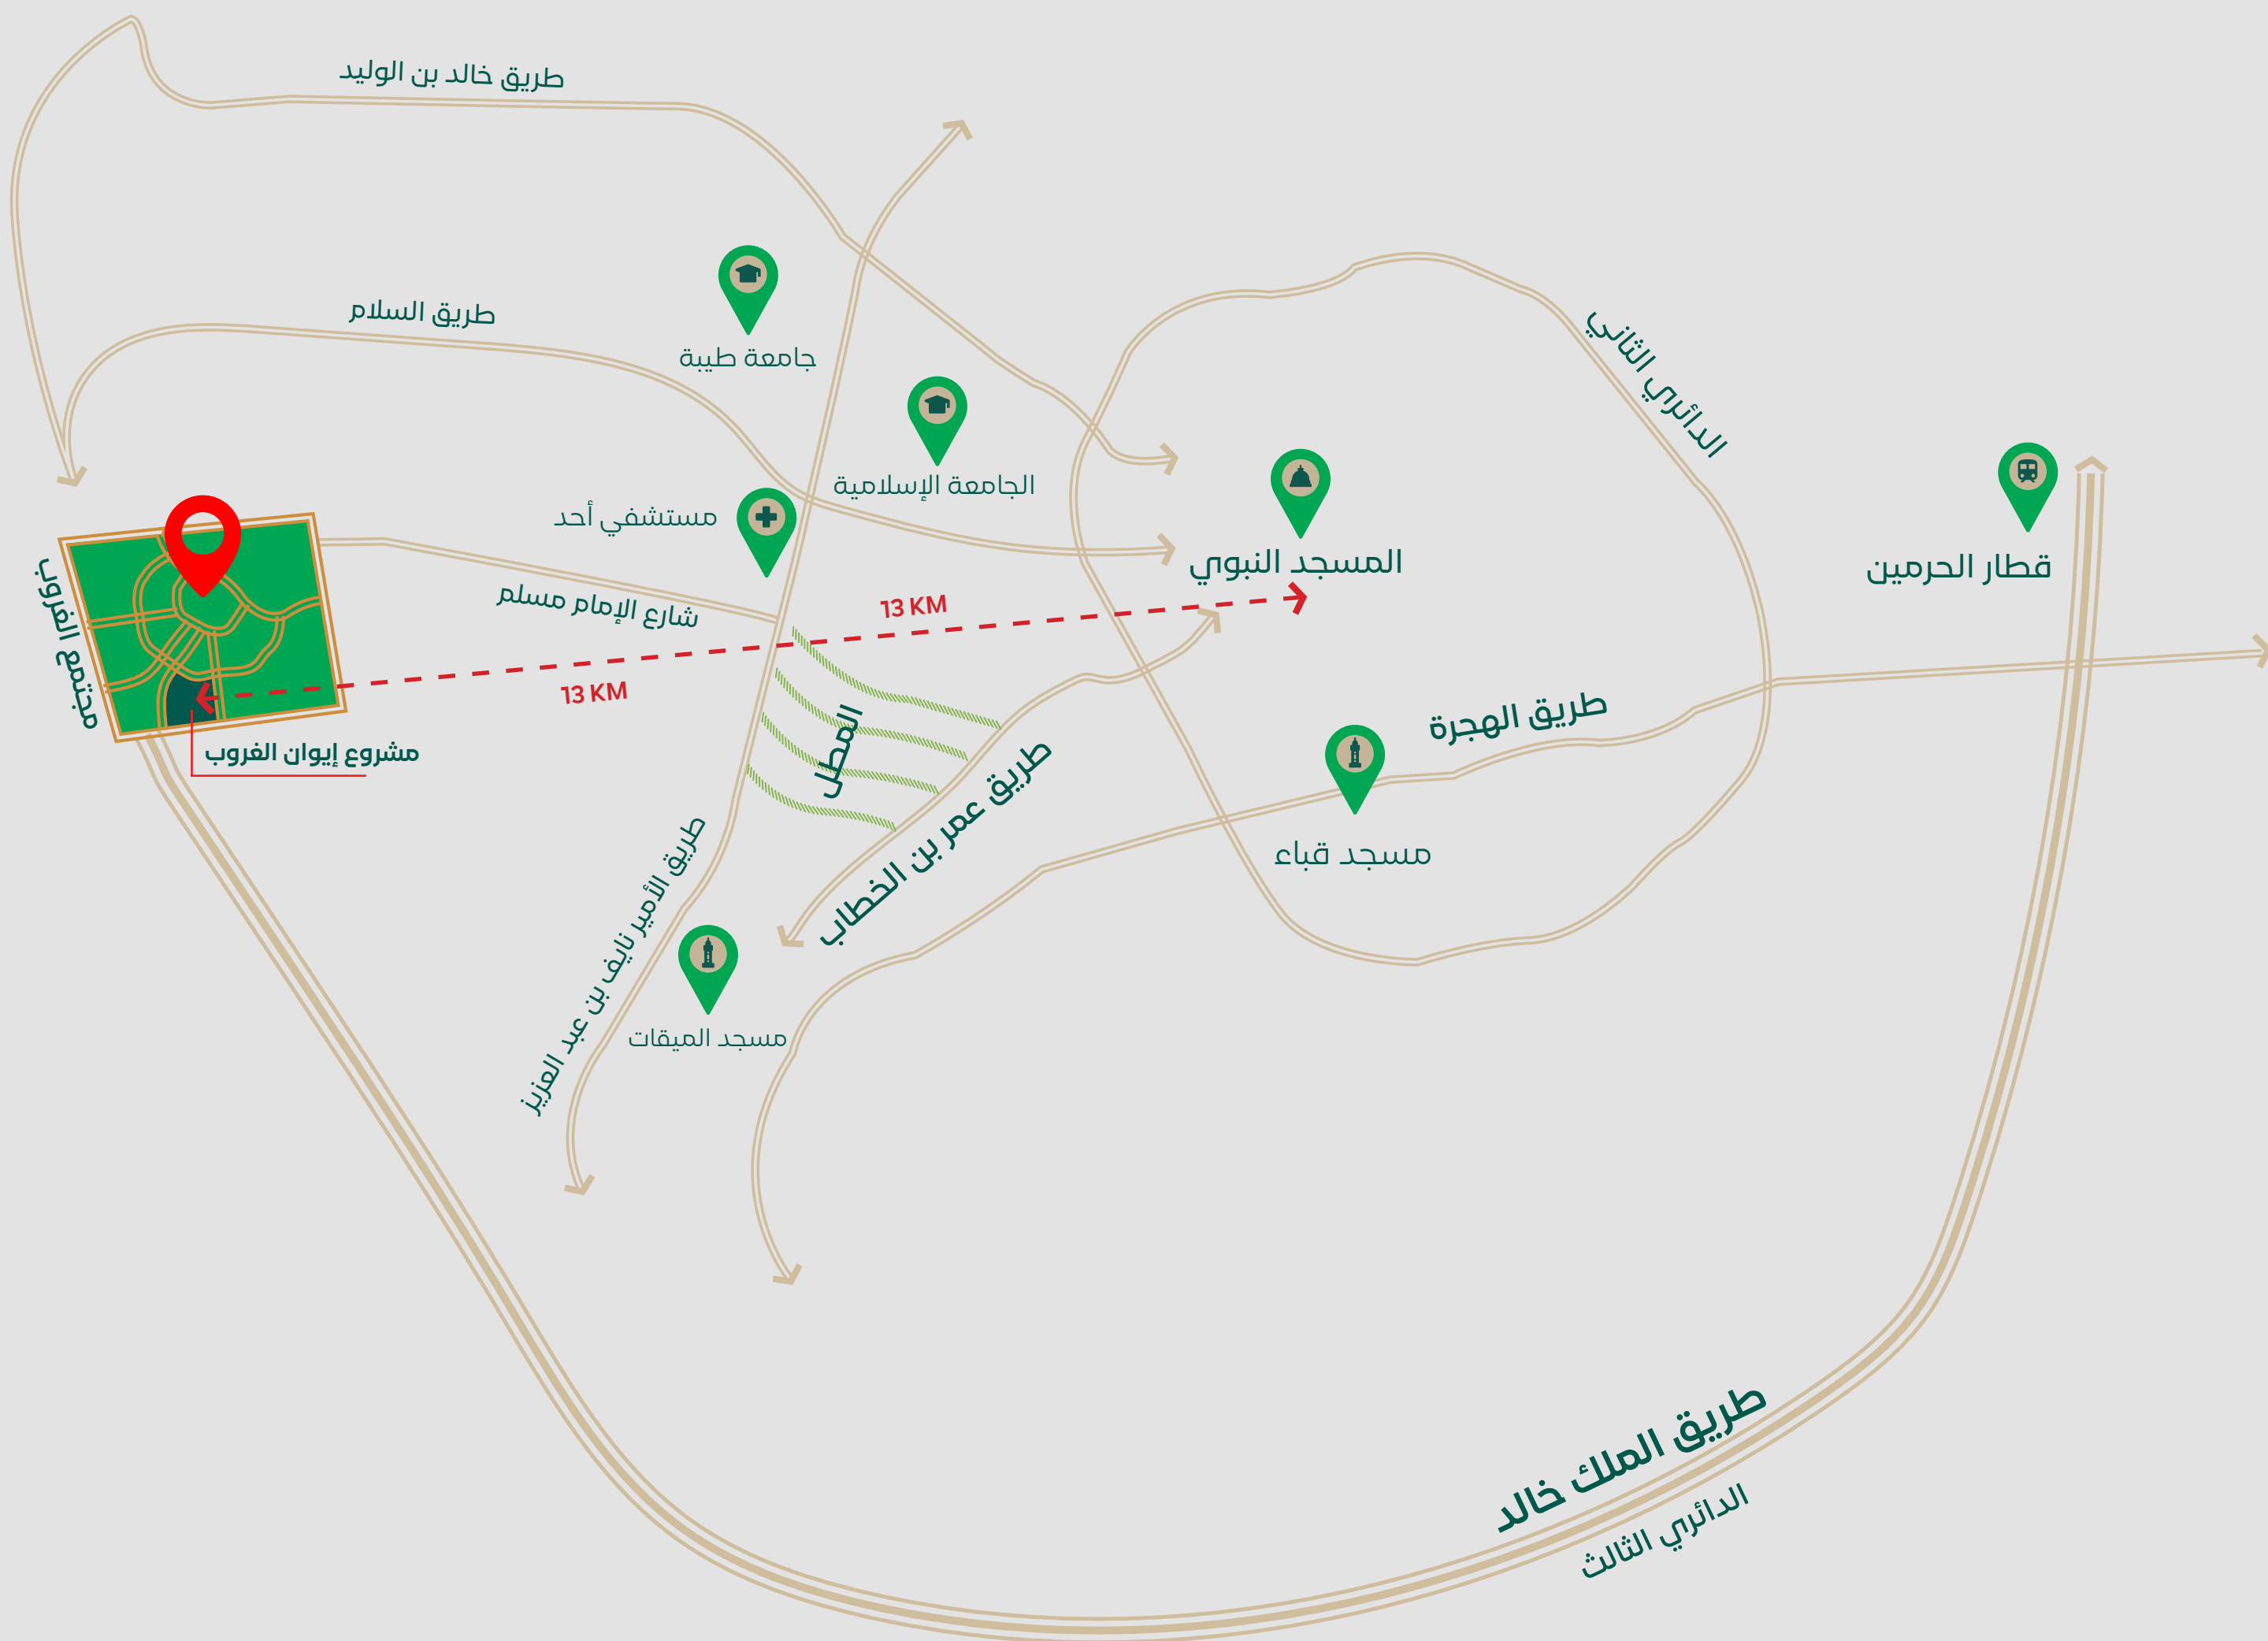 طريق خالد بن الوليد
طريق السلام
جامعة طيبة
الجامعة الإسلامية
مستشفي أحد
شارع الإمام مسلم
الدائري الثاني
المسجد النبوي
قطار الحرمين
13 KM
13 KM
مجتمع الغروب
مشروع إيوان الغروب
المطل
طريق الهجرة
طريق عمر بن الخطاب
مسجد قباء
طريق الأمير نايف بن عبد العزيز
مسجد الميقات
طريق الملك خالد
الدائري الثالث